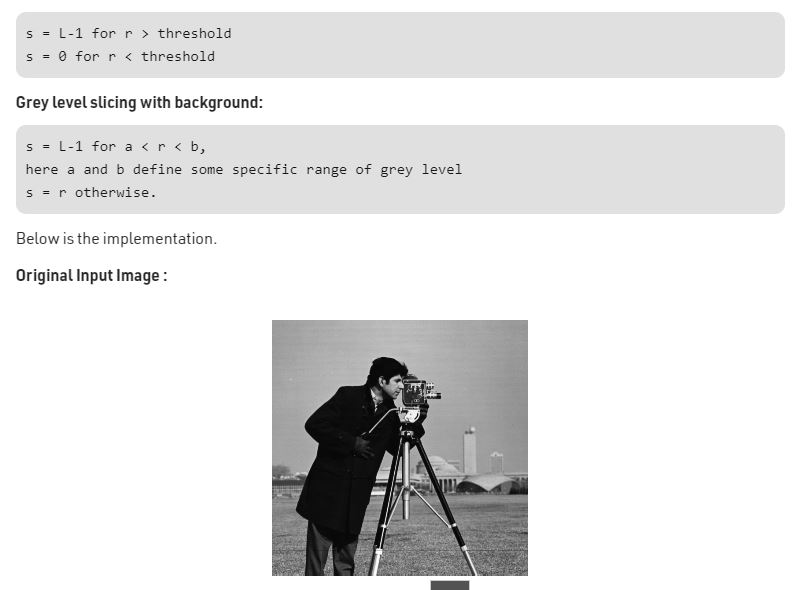 s = L-1 for r > threshold
s = 0 for r < threshold
Grey level slicing with background:
s = L-1 for a < r < b,
here a and b define some specific range of grey level
s = r otherwise.
Below is the implementation.
Original Input Image :